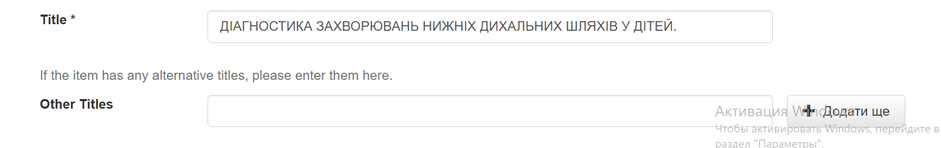 Title *
ДІАГНОСТИКА ЗАХВОРЮВАНЬ НИЖНІХ ДИХАЛЬНИХ ШЛЯХІВ У ДІТЕЙ.
If the item has any alternative titles, please enter them here.
Other Titles
+ Додати ще
Активация Windows
Чтобы активировать Windows, перейдите в
раздел "Параметры".